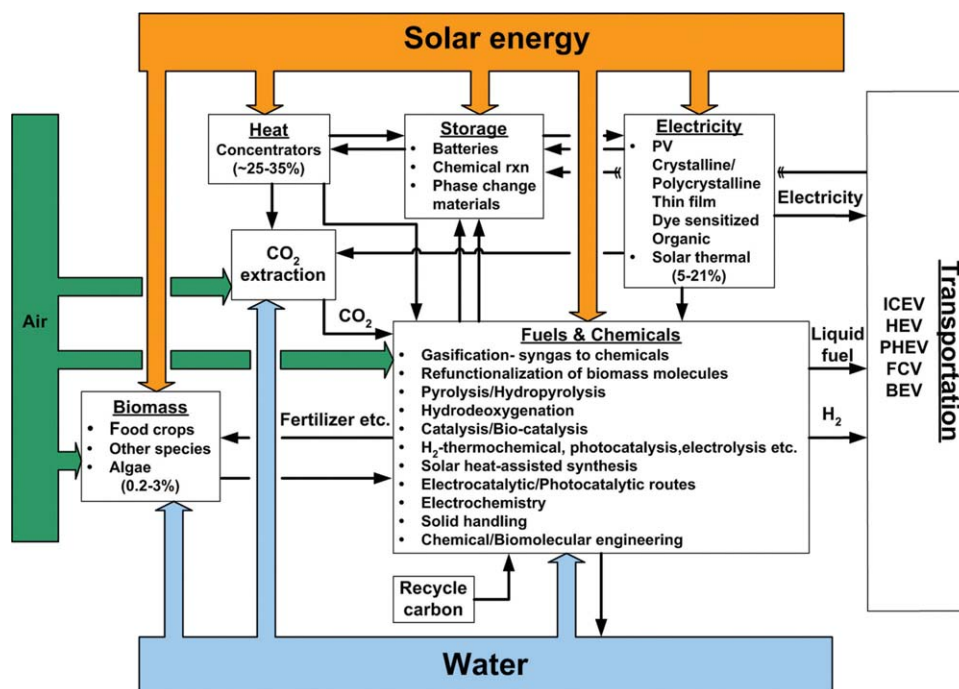 Solar energy
Heat
Concentrators
(~25-35%)
Storage
• Batteries
• Chemical rxn
• Phase change
materials
Electricity
• PV
Crystalline/
Polycrystalline
Thin film
Dye sensitized
Organic
• Solar thermal
(5-21%)
Electricity
CO2
extraction
Air
CO2
Fuels & Chemicals
• Gasification- syngas to chemicals
• Refunctionalization of biomass molecules
• Pyrolysis/Hydropyrolysis
• Hydrodeoxygenation
• Catalysis/Bio-catalysis
• H2-thermochemical, photocatalysis,electrolysis etc.
• Solar heat-assisted synthesis
• Electrocatalytic/Photocatalytic routes
• Electrochemistry
• Solid handling
• Chemical/Biomolecular engineering
Liquid
fuel
H2
ICEV
HEV
PHEV
FCV
BEV
Transportation
Biomass
• Food crops
• Other species
• Algae
(0.2-3%)
Fertilizer etc.
Recycle
carbon
Water